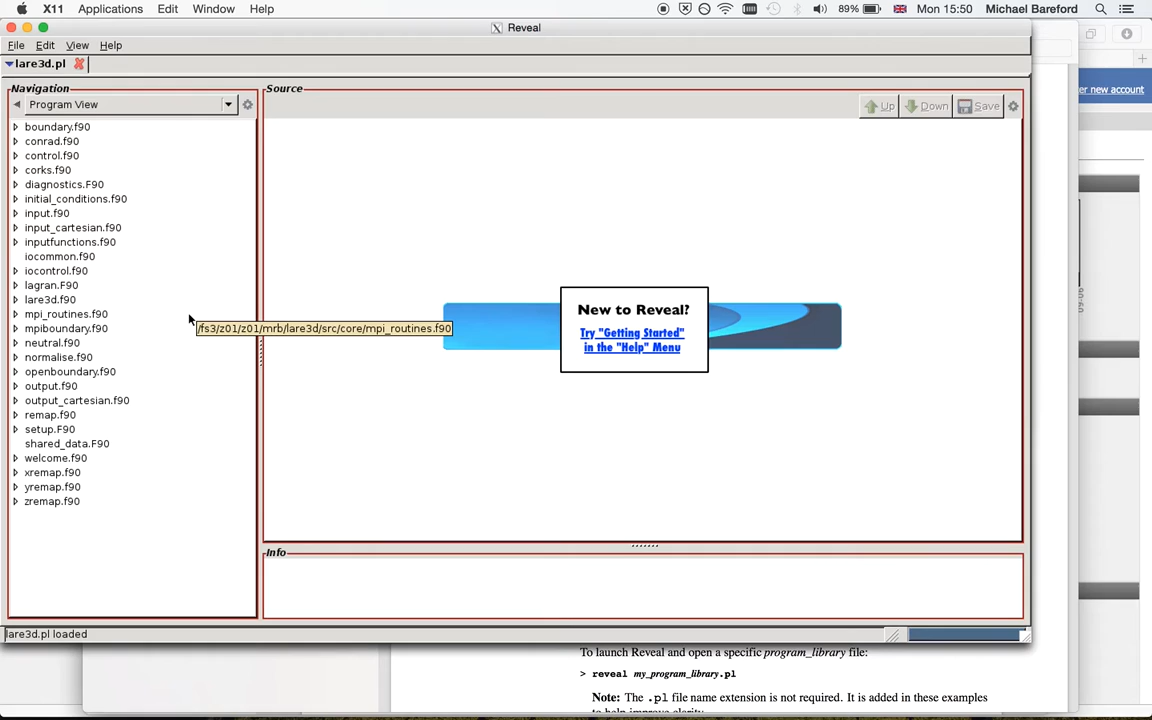 X11 Applications Edit Window Help 89% Mon 15:50 Michael Bareford
Reveal
File Edit View Help
lare3d.pl
er new account
Navigation
Source
Program View
Up Down Save
boundary.f90
conrad.f90
control.f90
corks.f90
diagnostics.F90
initial_conditions.f90
input.f90
input_cartesian.f90
inputfunctions.f90
iocommon.f90
iocontrol.f90
lagran.F90
lare3d.f90
mpi_routines.f90
mpiboundary.f90
neutral.f90
normalise.f90
openboundary.f90
output.f90
output_cartesian.f90
remap.f90
setup.F90
shared_data.F90
welcome.f90
xremap.f90
yremap.f90
zremap.f90
/fs3/z01/z01/mrb/lare3d/src/core/mpi_routines.f90
New to Reveal?
Try "Getting Started"
in the "Help" Menu
Info
lare3d.pl loaded
To launch Reveal and open a specific program_library file:
> reveal my_program_library.pl
Note: The .pl file name extension is not required. It is added in these examples
to help improve clarity.